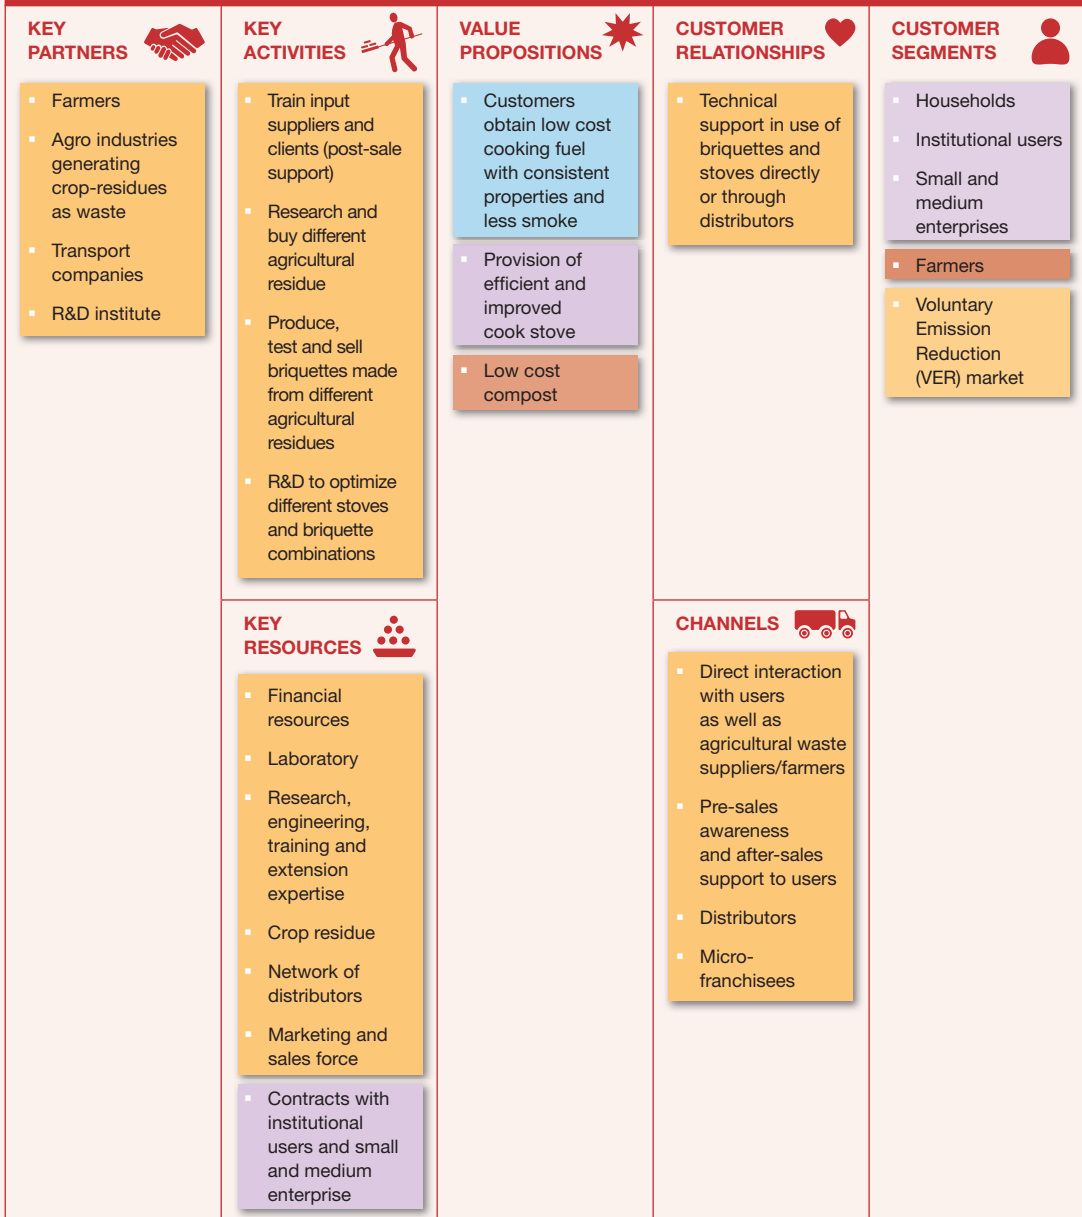 KEY
PARTNERS
Farmers
Agro industries
generating
crop-residues
as waste
Transport
companies
R&D institute
KEY
ACTIVITIES
Train input
suppliers and
clients (post-sale
support)
Research and
buy different
agricultural
residue
Produce,
test and sell
briquettes made
from different
agricultural
residues
R&D to optimize
different stoves
and briquette
combinations
KEY
RESOURCES
Financial
resources
Laboratory
Research,
engineering,
training and
extension
expertise
Crop residue
Network of
distributors
Marketing and
sales force
Contracts with
institutional
users and small
and medium
enterprise
VALUE
PROPOSITIONS
Customers
obtain low cost
cooking fuel
with consistent
properties and
less smoke
Provision of
efficient and
improved
cook stove
Low cost
compost
CUSTOMER
RELATIONSHIPS
Technical
support in use of
briquettes and
stoves directly
or through
distributors
CHANNELS
Direct interaction
with users
as well as
agricultural waste
suppliers/farmers
Pre-sales
awareness
and after-sales
support to users
Distributors
Micro-
franchisees
CUSTOMER
SEGMENTS
Households
Institutional users
Small and
medium
enterprises
Farmers
Voluntary
Emission
Reduction
(VER) market